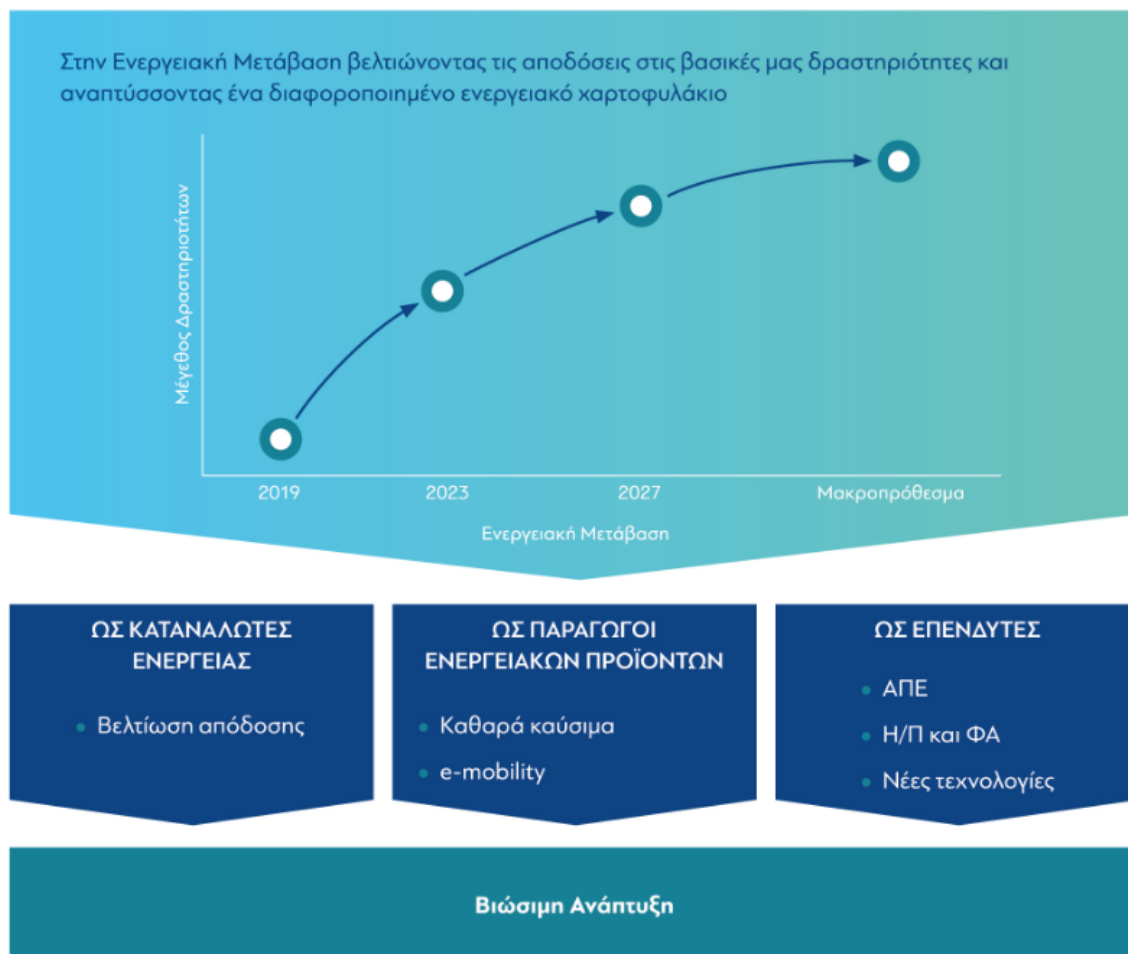 Στην Ενεργειακή Μετάβαση βελτιώνοντας τις αποδόσεις στις βασικές μας δραστηριότητες και
αναπτύσσοντας ένα διαφοροποιημένο ενεργειακό χαρτοφυλάκιο
Μέγεθος Δραστηριοτήτων
2019
2023
2027
Μακροπρόθεσμα
Ενεργειακή Μετάβαση
ΩΣ ΚΑΤΑΝΑΛΩΤΕΣ
ΕΝΕΡΓΕΙΑΣ
• Βελτίωση απόδοσης
ΩΣ ΠΑΡΑΓΩΓΟΙ
ΕΝΕΡΓΕΙΑΚΩΝ ΠΡΟΪΟΝΤΩΝ
• Καθαρά καύσιμα
• e-mobility
ΩΣ ΕΠΕΝΔΥΤΕΣ
• ΑΠΕ
• Η/Π και ΦΑ
• Νέες τεχνολογίες
Βιώσιμη Ανάπτυξη